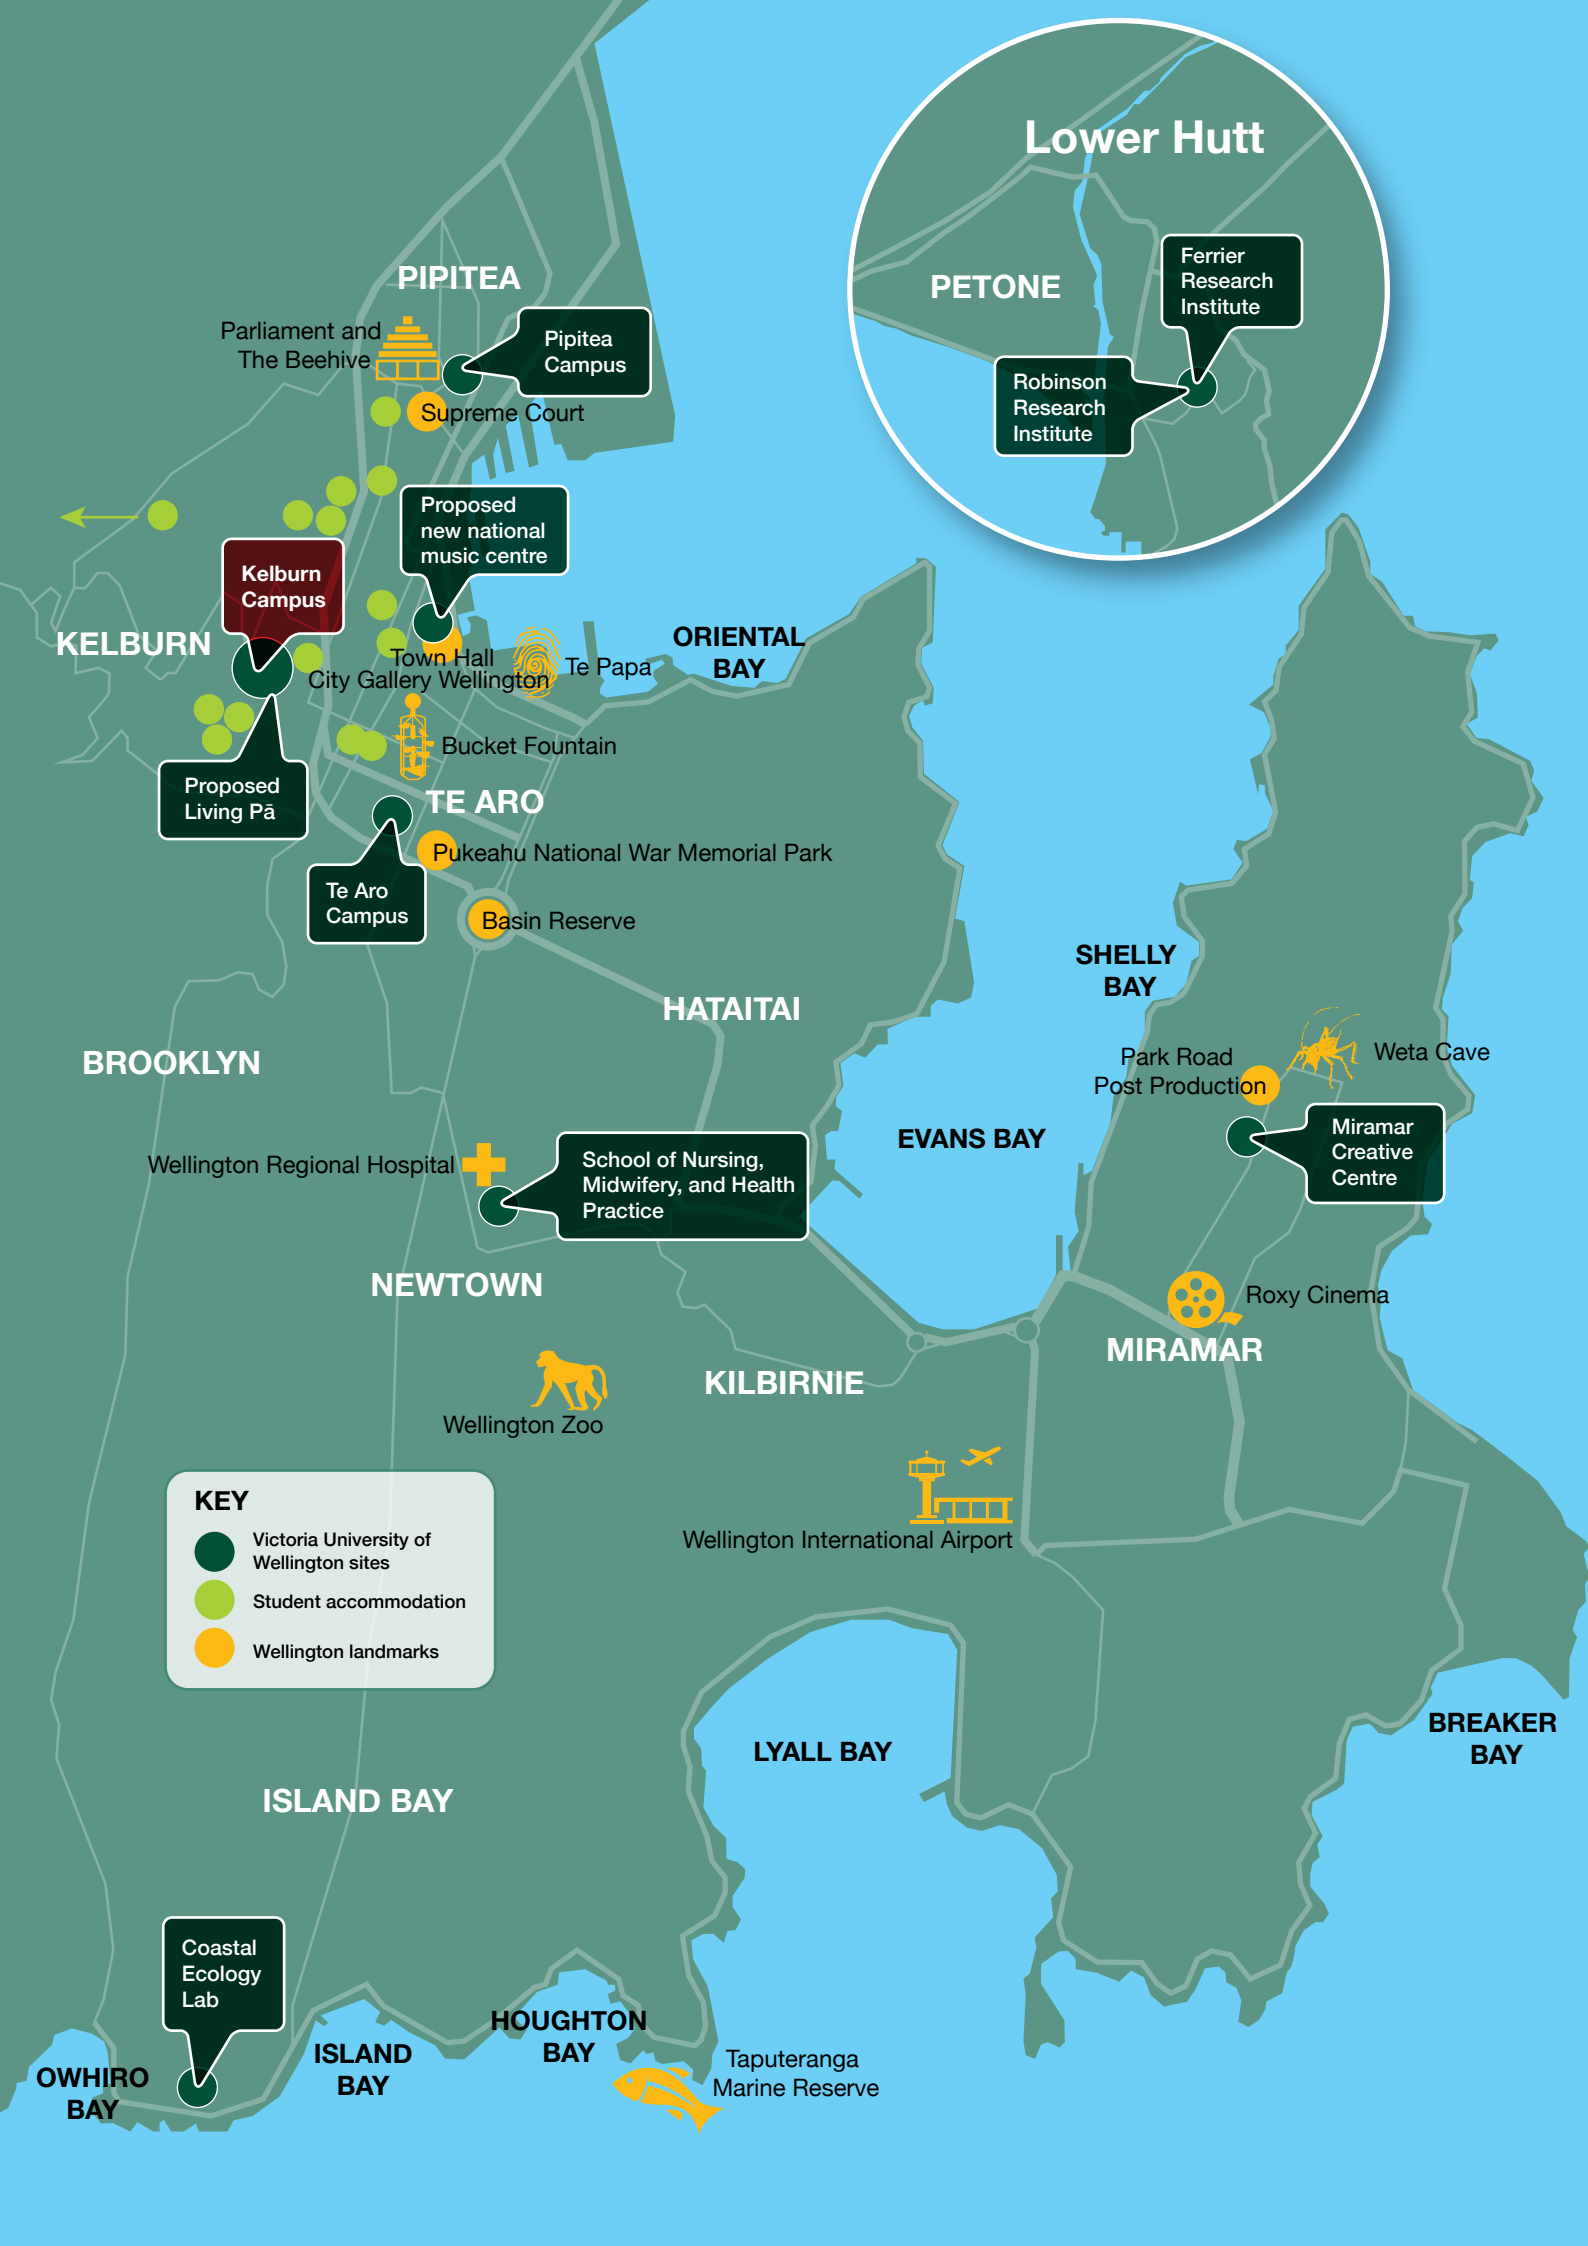 Lower Hutt
PETONE
Ferrier
Research
Institute
Robinson
Research
Institute
PIPITEA
Parliament and
The Beehive
Pipitea
Campus
Supreme Court
Proposed
new national
music centre
Kelburn
Campus
KELBURN
Town Hall
City Gallery Wellington
Te Papa
ORIENTAL
BAY
Bucket Fountain
Proposed
Living Pā
TE ARO
Pukeahu National War Memorial Park
Te Aro
Campus
Basin Reserve
SHELLY
BAY
HATAITAI
BROOKLYN
Park Road
Post Production
Weta Cave
EVANS BAY
Miramar
Creative
Centre
Wellington Regional Hospital
School of Nursing,
Midwifery, and Health
Practice
NEWTOWN
Roxy Cinema
MIRAMAR
KILBIRNIE
Wellington Zoo
Wellington International Airport
KEY
Victoria University of
Wellington sites
Student accommodation
Wellington landmarks
BREAKER
BAY
LYALL BAY
ISLAND BAY
Coastal
Ecology
Lab
HOUGHTON
BAY
ISLAND
BAY
OWHIRO
BAY
Taputeranga
Marine Reserve